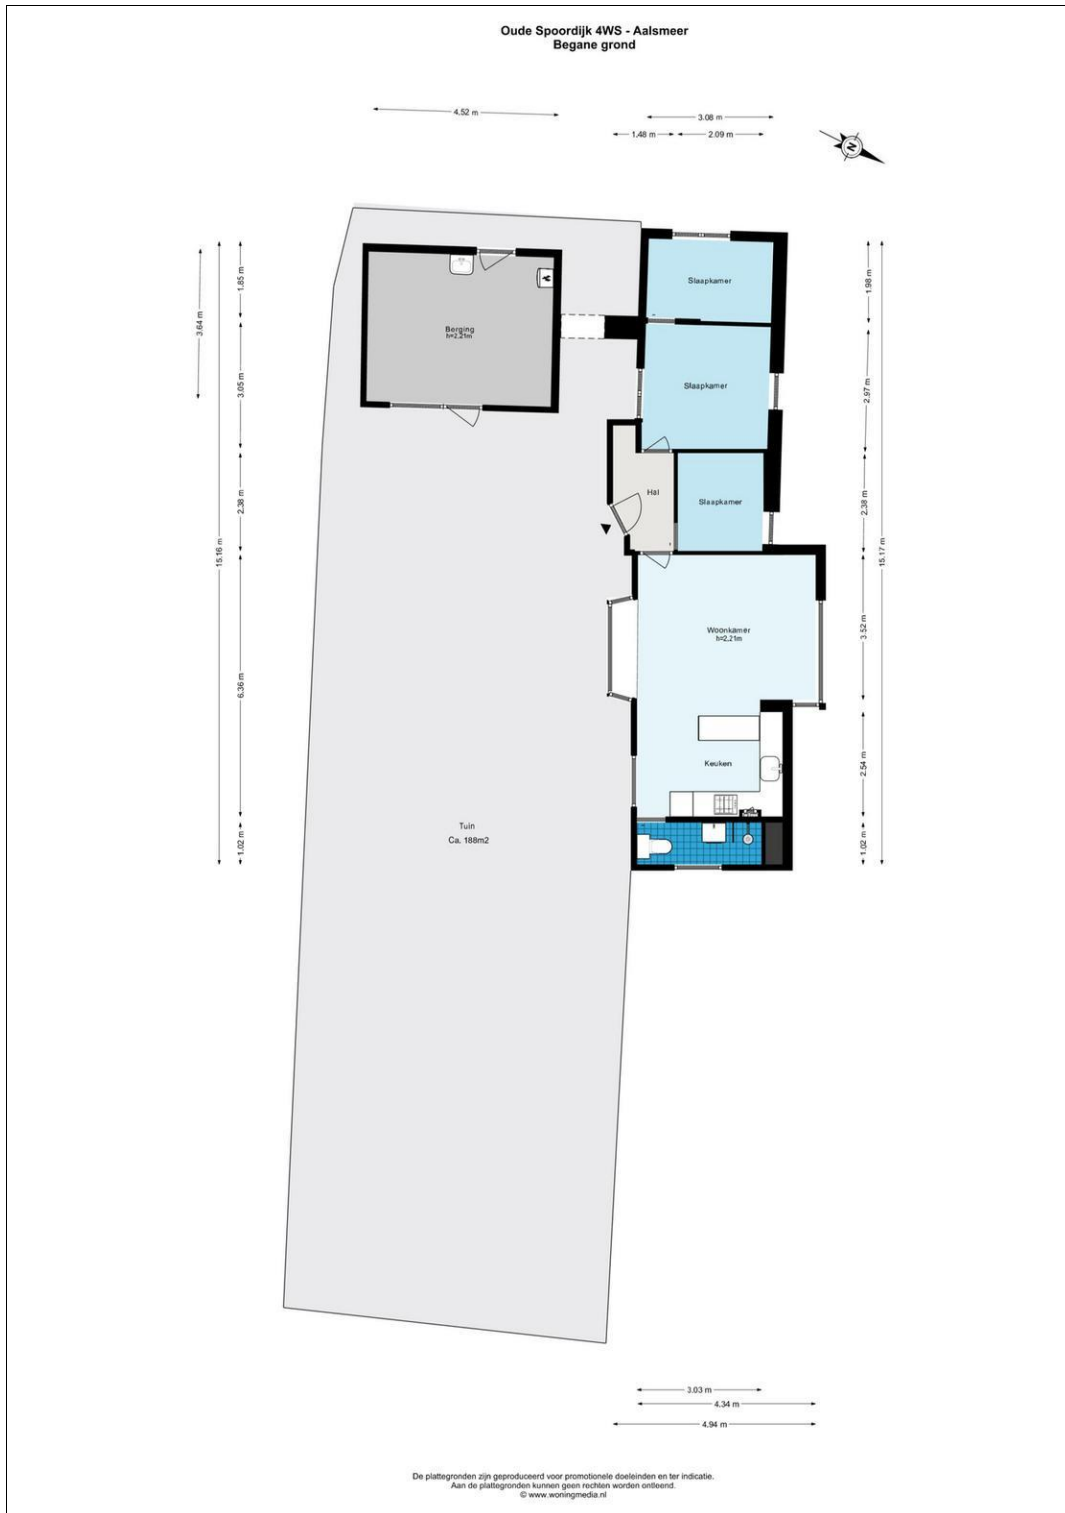 Oude Spoordijk 4WS - Aalsmeer
Begane grond
4.52 m
3.08 m
1.48 m
2.09 m
N
15.16 m
3.64 m
1.85 m
3.05 m
2.38 m
6.36 m
1.02 m
Berging
h=2.21m
Slaapkamer
Slaapkamer
Hal
Slaapkamer
Woonkamer
h=2.21m
Keuken
Tuin
Ca. 188m2
1.98 m
2.97 m
2.38 m
3.52 m
2.54 m
1.02 m
15.17 m
3.03 m
4.34 m
4.94 m
De plattegronden zijn geproduceerd voor promotionele doeleinden en ter indicatie.
Aan de plattegronden kunnen geen rechten worden ontleend.
© www.woningmedia.nl